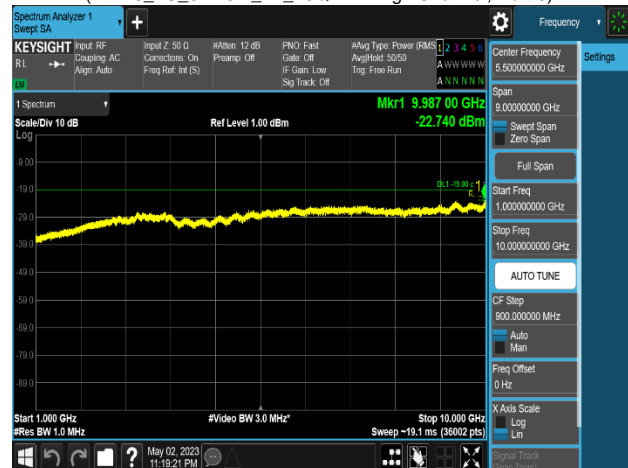 Spectrum Analyzer 1
Swept SA
Frequency
KEYSIGHT
R L
Input: RF
Coupling: AC
Align: Auto
Input Z: 50 Ω
Corrections: On
Freq Ref: Int (S)
#Atten: 12 dB
Preamp: Off
PNO: Fast
Gate: Off
IF Gain: Low
Sig Track: Off
#Avg Type: Power (RMS
Avg|Hold: 50/50
Trig: Free Run
1 2 3 4 5 6
A W W W W W
A N N N N N
Settings
1 Spectrum
Mkr1 9.987 00 GHz
Scale/Div 10 dB
Ref Level 1.00 dBm
-22.740 dBm
Log
-9.00
-19.0
-29.0
-39.0
-49.0
-59.0
-69.0
-79.0
-89.0
1
Start 1.000 GHz
#Video BW 3.0 MHz*
Stop 10.000 GHz
#Res BW 1.0 MHz
Sweep ~19.1 ms (36002 pts)
Center Frequency
5.500000000 GHz
Span
9.00000000 GHz
Swept Span
Zero Span
Full Span
Start Freq
1.000000000 GHz
Stop Freq
10.000000000 GHz
AUTO TUNE
CF Step
900.000000 MHz
Auto
Man
Freq Offset
0 Hz
X Axis Scale
Log
Lin
Signal Track
(Span Zoom)
?
May 02, 2023
11:19:21 PM